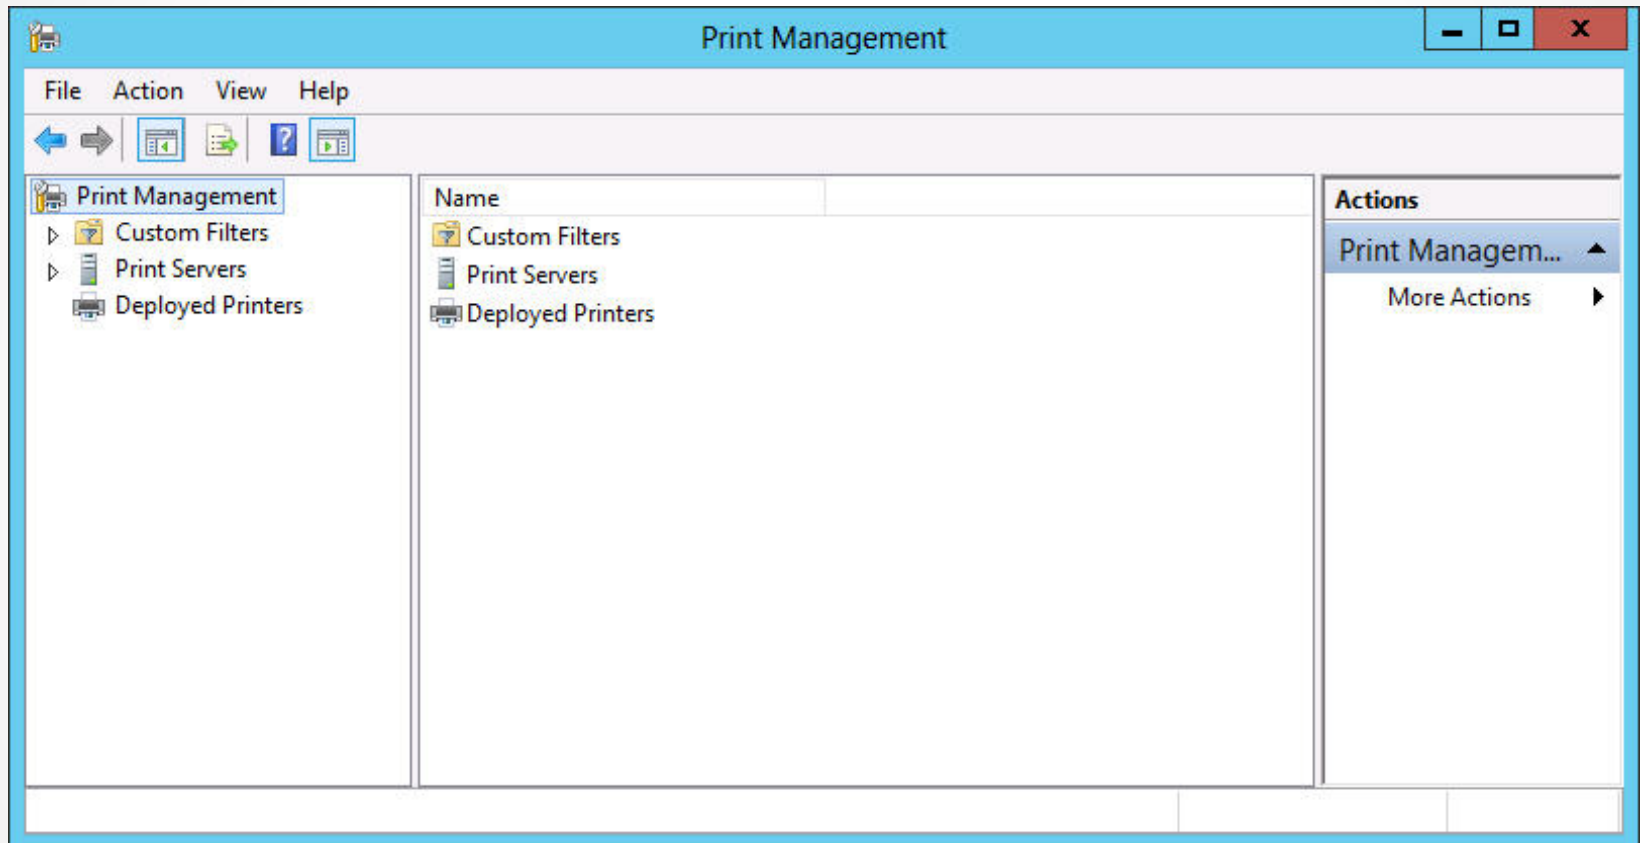 Print Management
File Action View Help
Print Management
Custom Filters
Print Servers
Deployed Printers
Name
Custom Filters
Print Servers
Deployed Printers
Actions
Print Managem...
More Actions